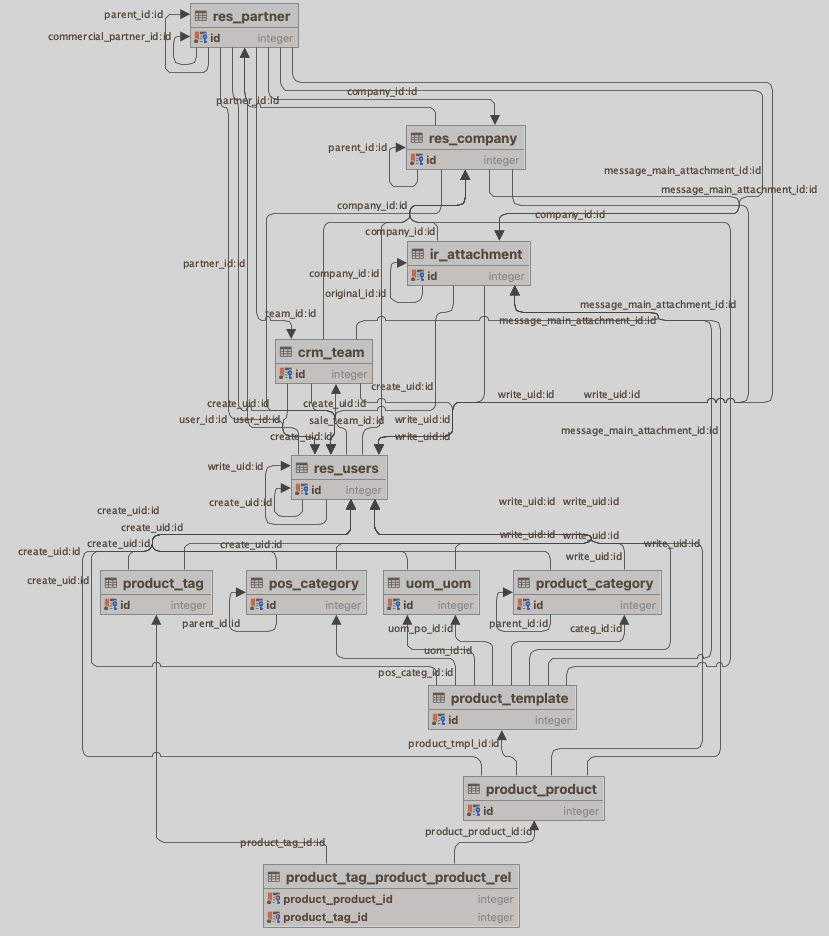 parent_id:id
res_partner
commercial_partner_id:id
id integer
company_id:id
partner_id:id
res_company
parent_id:id
id integer
message_main_attachment_id:id
message_main_attachment_id:id
company_id:id
company_id:id
company_id:id
ir_attachment
partner_id:id
company_id:id
id integer
original_id:id
message_main_attachment_id:id
team_id:id
message_main_attachment_id:id
crm_team
id integer
create_uid:id
write_uid:id
write_uid:id
create_uid:id
create_uid:id
user_id:id
user_id:id
sale_team_id:id
write_uid:id
message_main_attachment_id:id
create_uid:id
write_uid:id
write_uid:id
res_users
id integer
create_uid:id
write_uid:id
write_uid:id
create_uid:id
create_uid:id
write_uid:id
write_uid:id
create_uid:id
create_uid:id
write_uid:id
create_uid:id
write_uid:id
create_uid:id
product_tag
pos_category
uom_uom
product_category
id integer
id integer
id integer
id integer
parent_id:id
uom_po_id:id
parent_id:id
categ_id:id
uom_id:id
pos_categ_id:id
product_template
id integer
product_tmpl_id:id
product_product
id integer
product_product_id:id
product_tag_id:id
product_tag_product_product_rel
product_product_id integer
product_tag_id integer